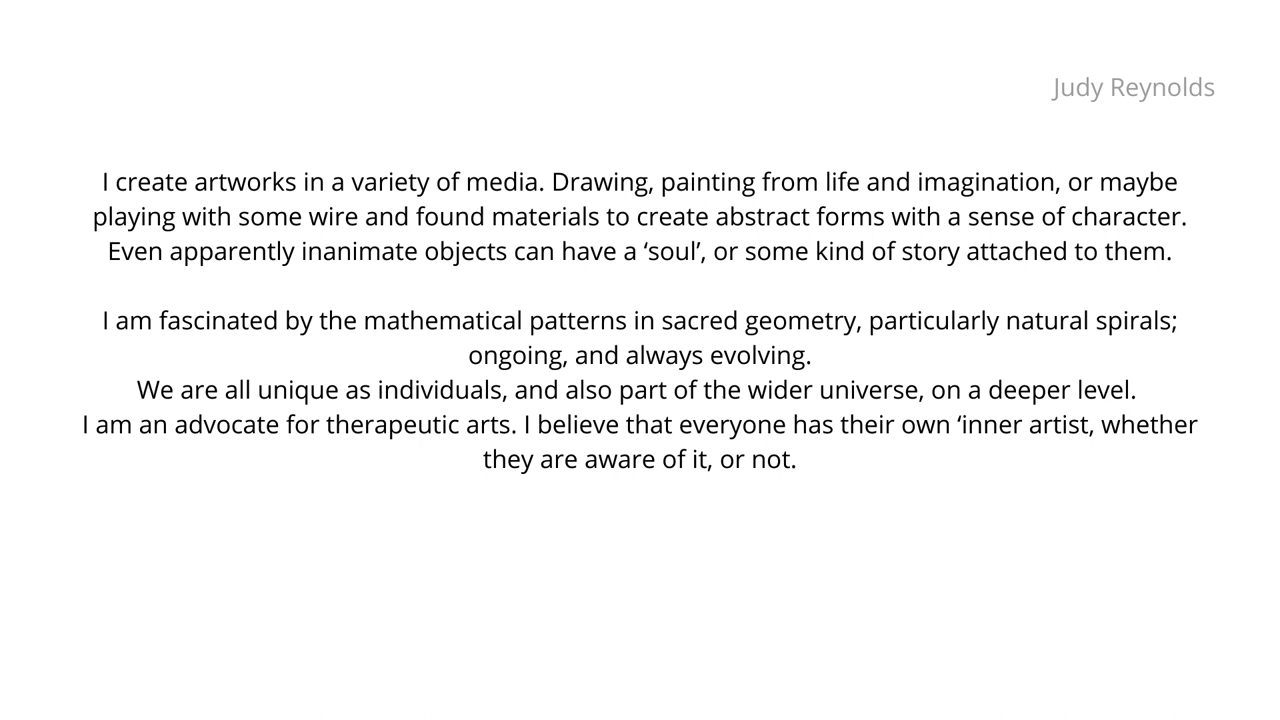 Judy Reynolds
I create artworks in a variety of media. Drawing, painting from life and imagination, or maybe
playing with some wire and found materials to create abstract forms with a sense of character.
Even apparently inanimate objects can have a ‘soul’, or some kind of story attached to them.
I am fascinated by the mathematical patterns in sacred geometry, particularly natural spirals;
ongoing, and always evolving.
We are all unique as individuals, and also part of the wider universe, on a deeper level.
I am an advocate for therapeutic arts. I believe that everyone has their own ‘inner artist, whether
they are aware of it, or not.